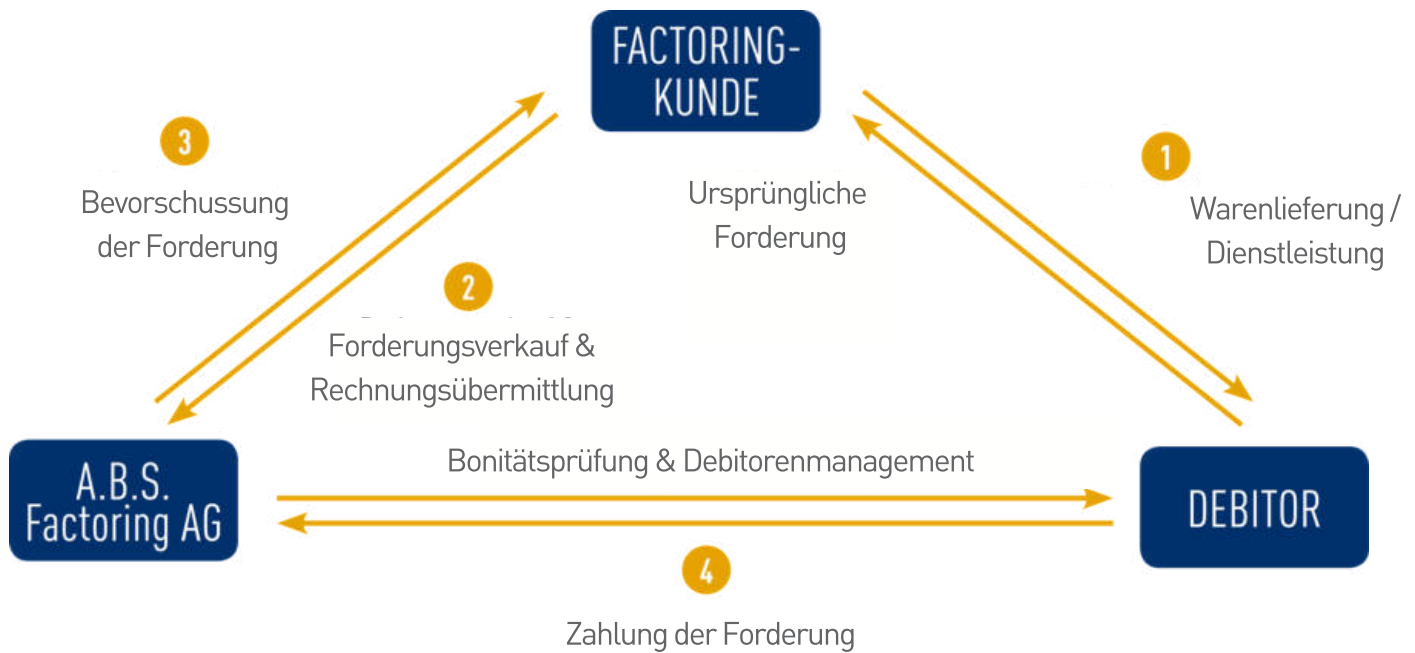 FACTORING-
KUNDE
3
Bevorschussung
der Forderung
Ursprüngliche
Forderung
1
Warenlieferung /
Dienstleistung
2
Forderungsverkauf &
Rechnungsübermittlung
A.B.S.
Factoring AG
Bonitätsprüfung & Debitorenmanagement
DEBITOR
4
Zahlung der Forderung